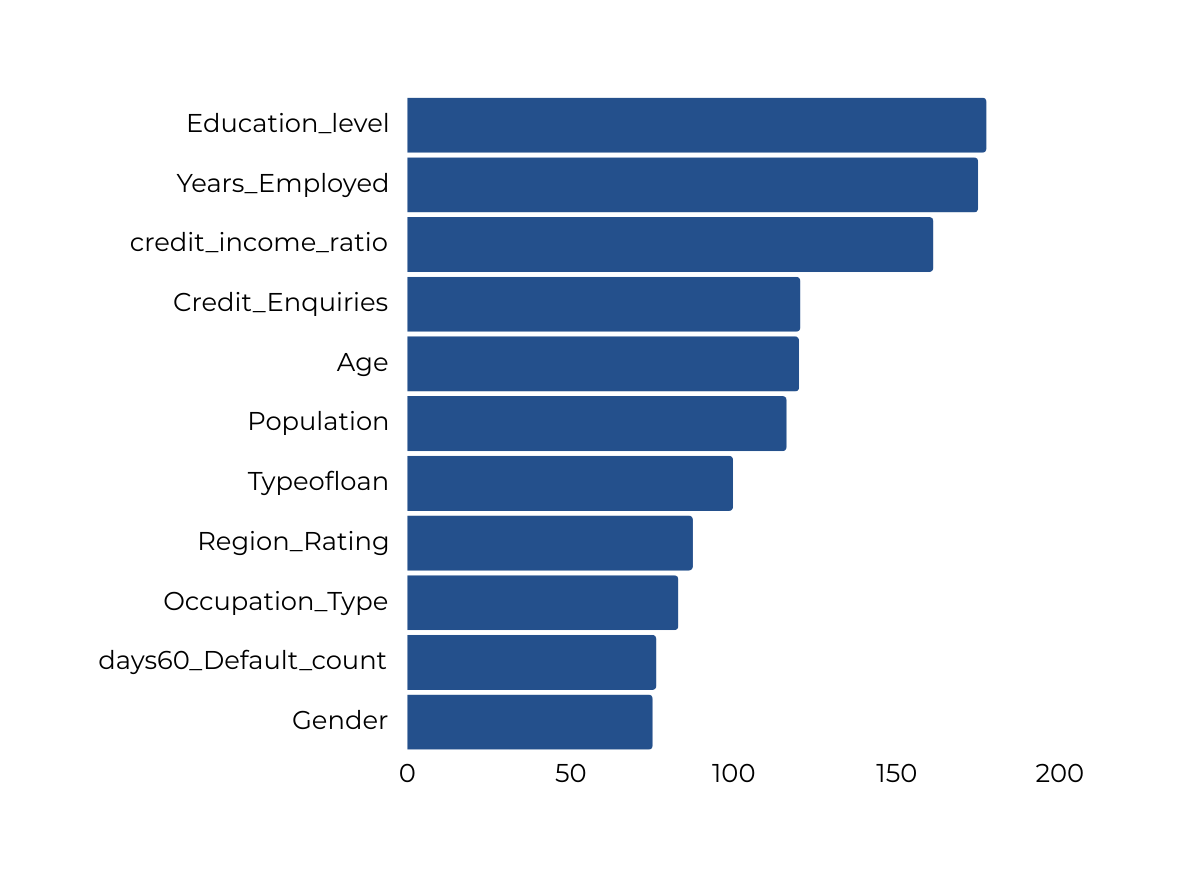 Education_level
Years_Employed
credit_income_ratio
Credit_Enquiries
Age
Population
Typeofloan
Region_Rating
Occupation_Type
days60_Default_count
Gender
0 50 100 150 200